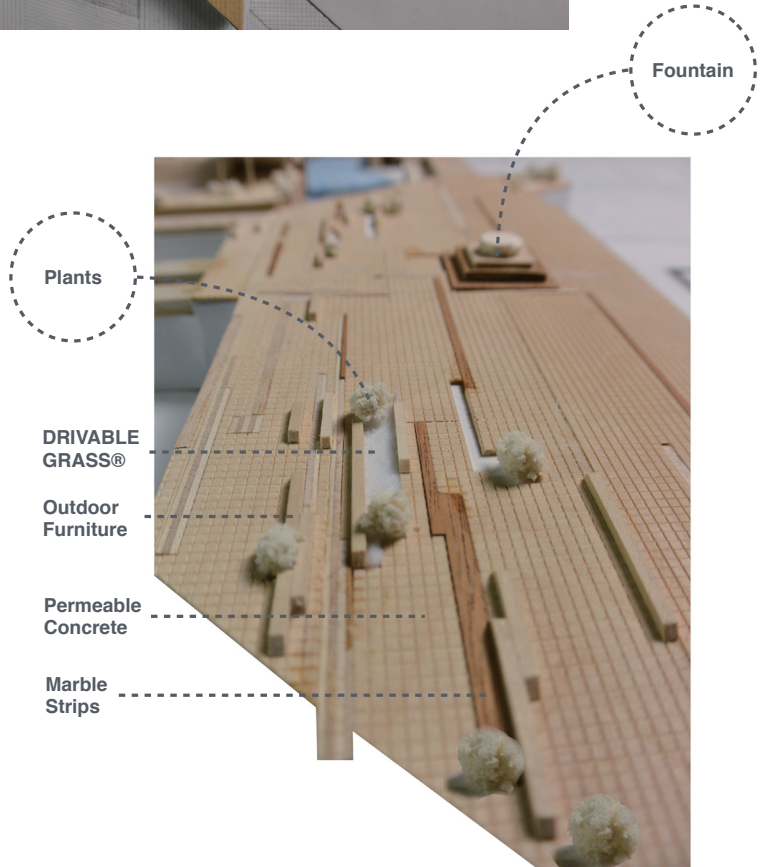 Fountain
Plants
DRIVABLE
GRASS®
Outdoor
Furniture
Permeable
Concrete
Marble
Strips